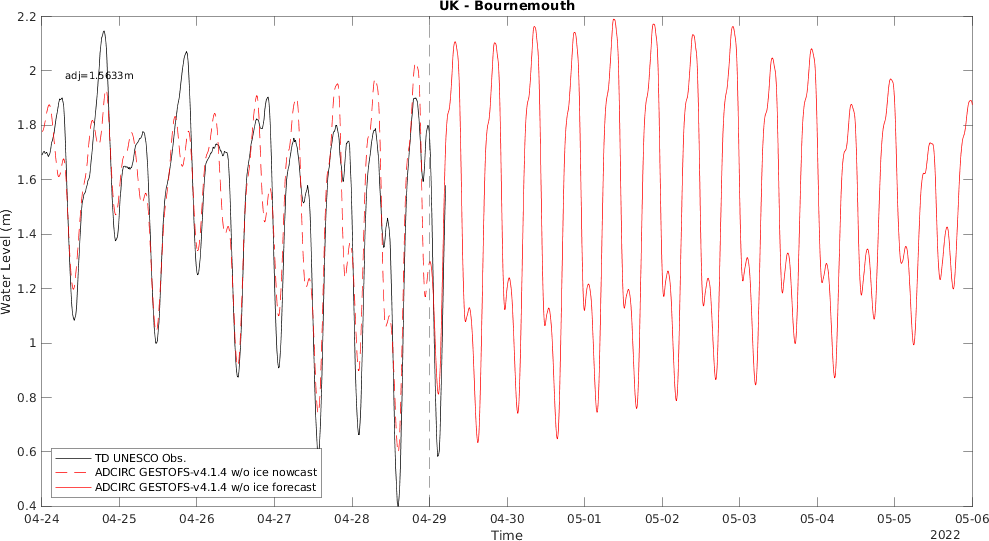 UK - Bournemouth
2.2
2
1.8
1.6
1.4
1.2
1
0.8
0.6
0.4
Water Level (m)
adj=1.5633m
TD UNESCO Obs.
ADCIRC GESTOFS-v4.1.4 w/o ice nowcast
ADCIRC GESTOFS-v4.1.4 w/o ice forecast
04-24 04-25 04-26 04-27 04-28 04-29 04-30 05-01 05-02 05-03 05-04 05-05 05-06
Time
2022